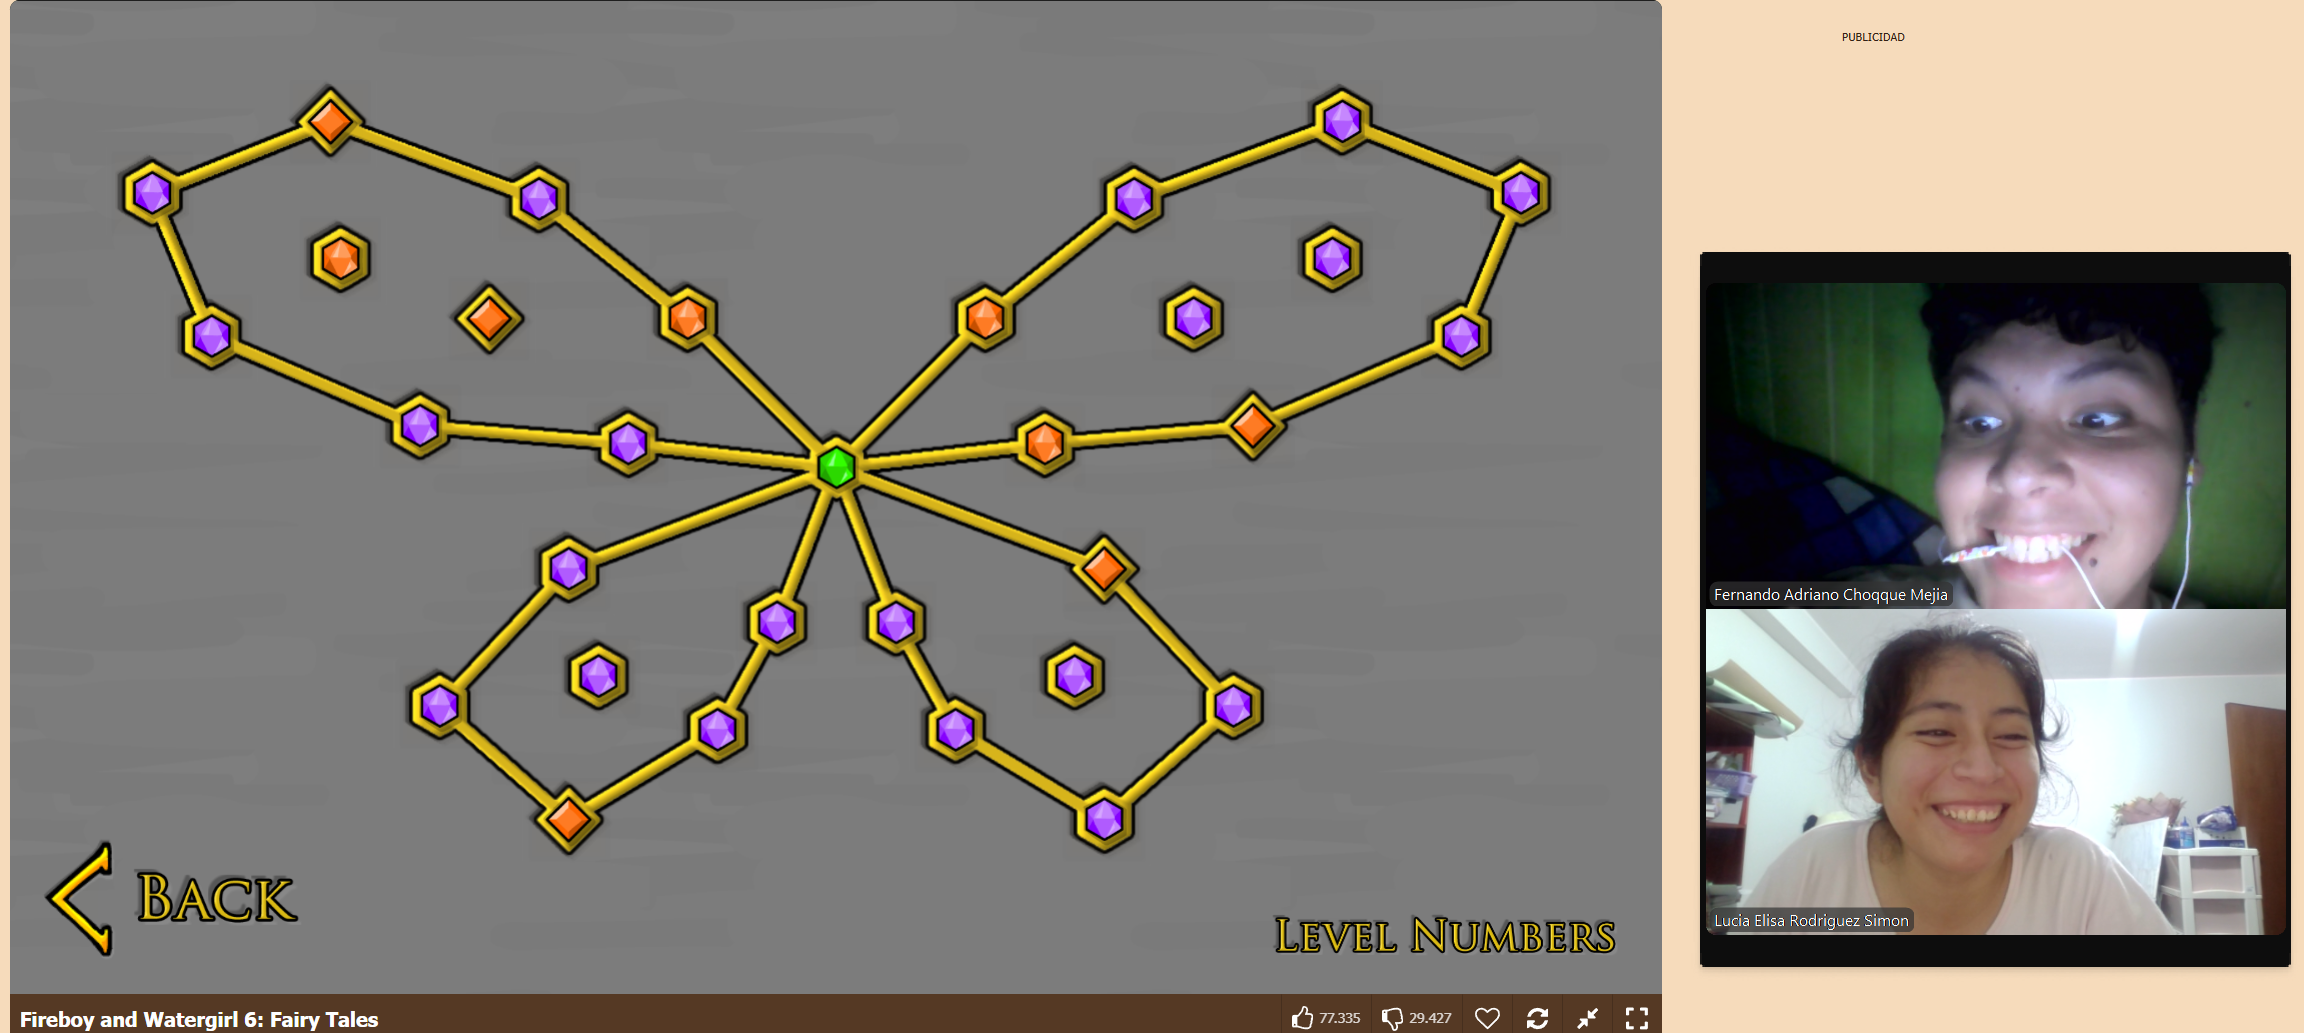 PUBLICIDAD
Fernando Adriano Choqque Mejia
Lucia Elisa Rodriguez Simon
BACK
LEVEL NUMBERS
Fireboy and Watergirl 6: Fairy Tales
77.335
29.427